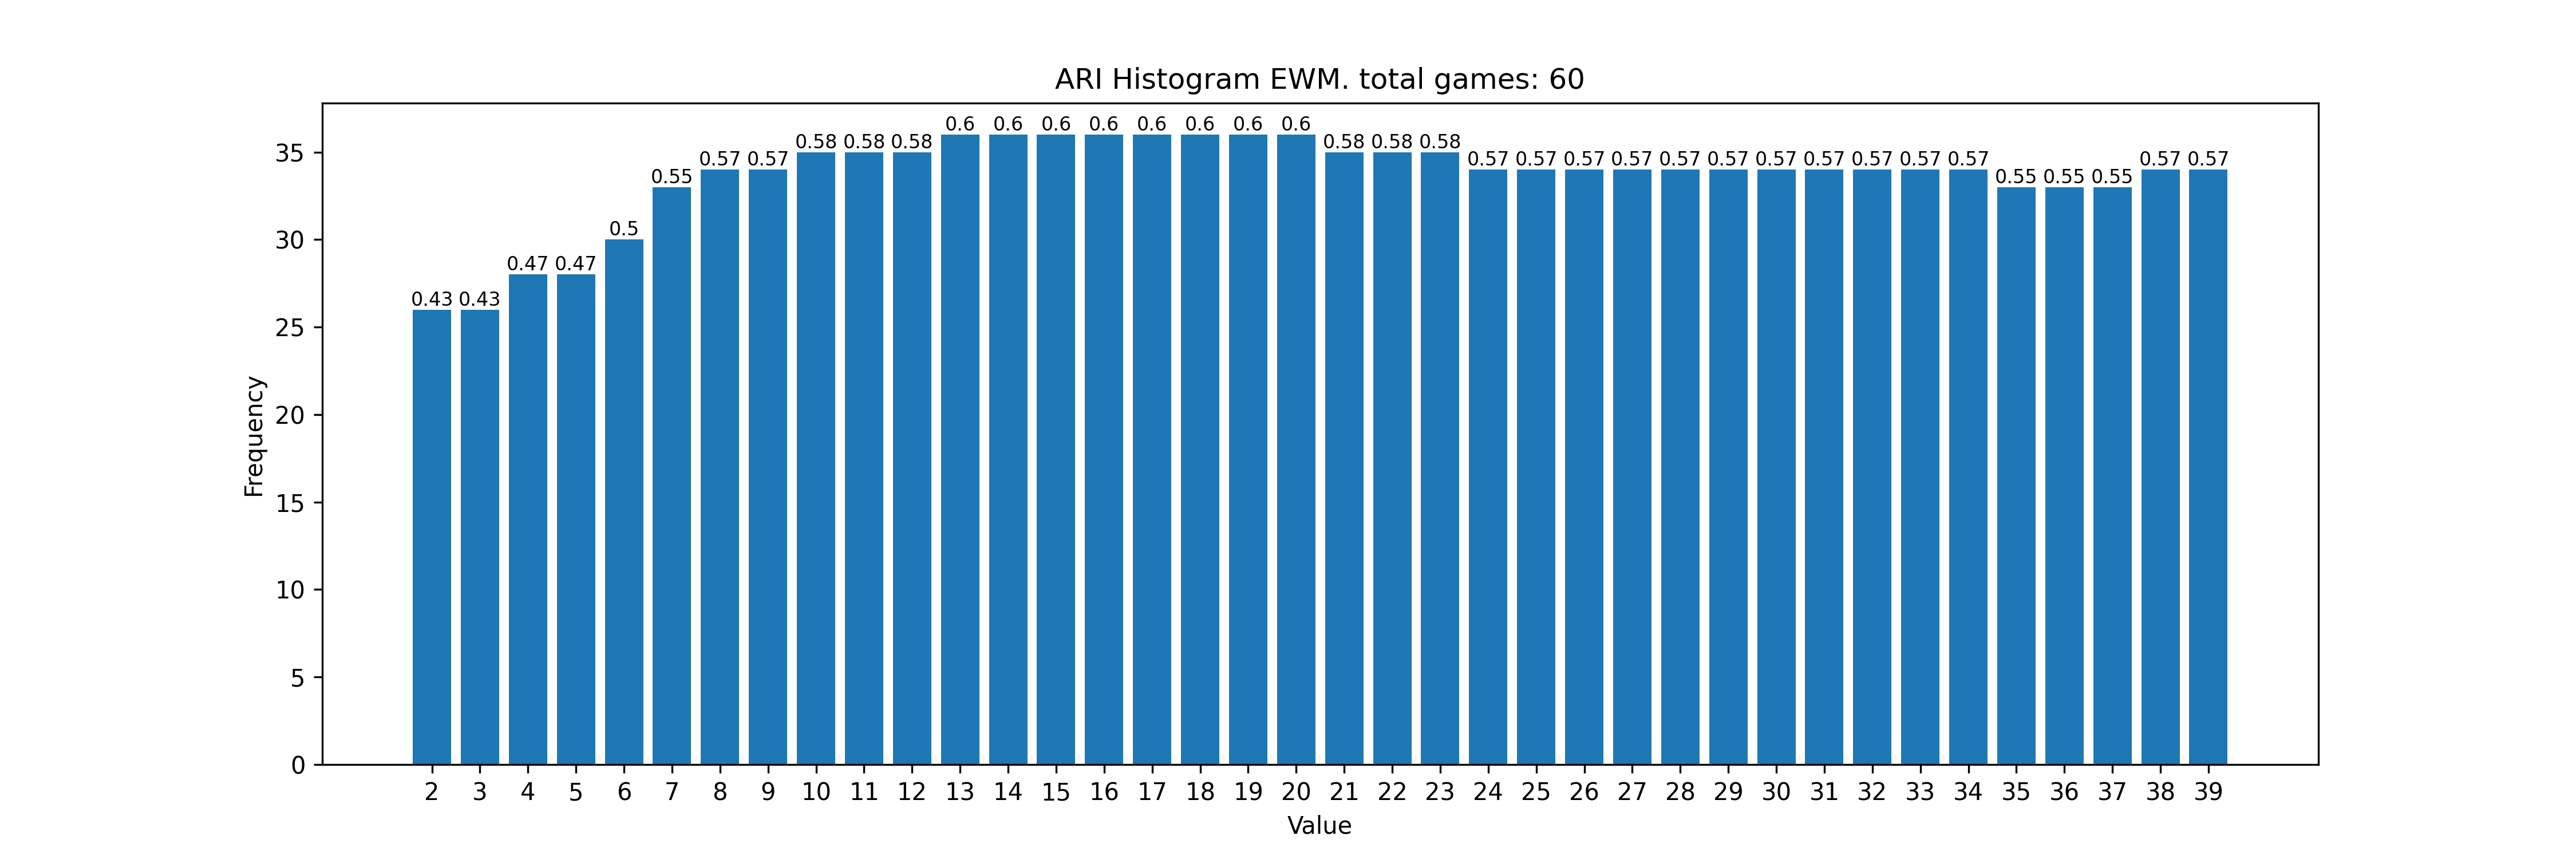 ARI Histogram EWM. total games: 60
0.43 0.43 0.47 0.47 0.5 0.55 0.57 0.57 0.58 0.58 0.58 0.6 0.6 0.6 0.6 0.6 0.6 0.6 0.6 0.58 0.58 0.58 0.57 0.57 0.57 0.57 0.57 0.57 0.57 0.57 0.57 0.57 0.57 0.55 0.55 0.55 0.57 0.57
Frequency
35
30
25
20
15
10
5
0
2 3 4 5 6 7 8 9 10 11 12 13 14 15 16 17 18 19 20 21 22 23 24 25 26 27 28 29 30 31 32 33 34 35 36 37 38 39
Value